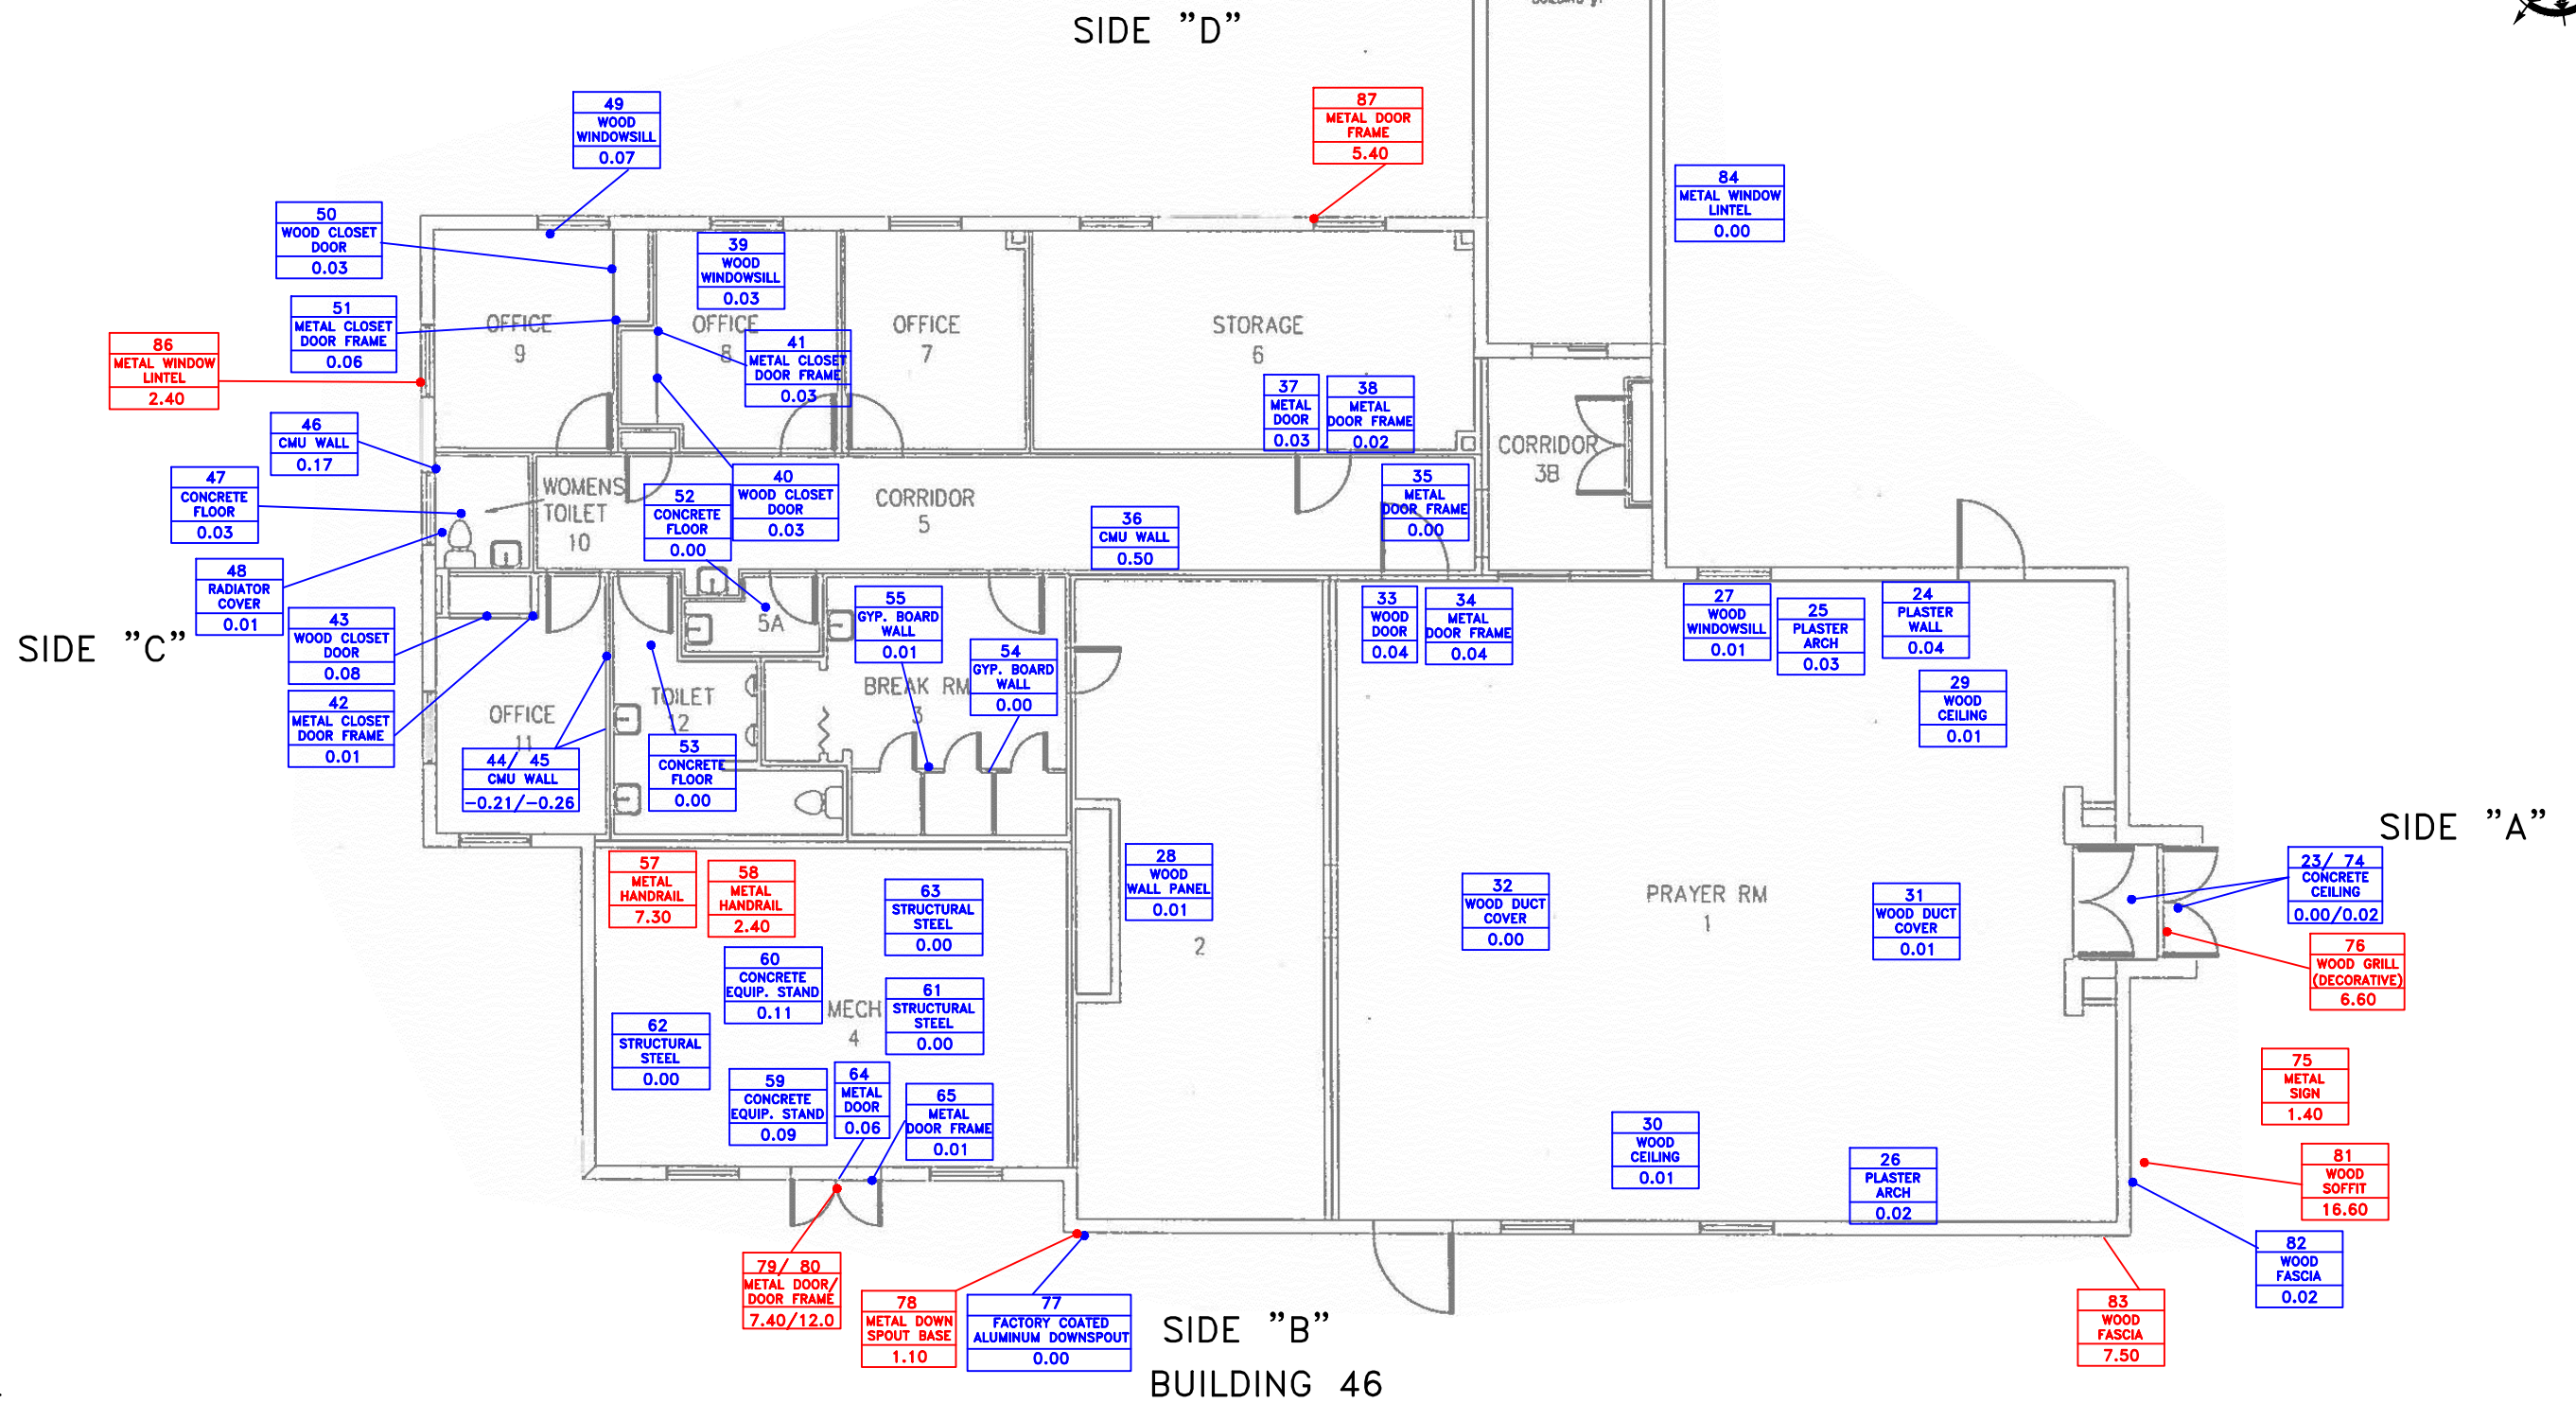 SIDE "D"
49
WOOD
WINDOWSILL
0.07
87
METAL DOOR
FRAME
5.40
84
METAL WINDOW
LINTEL
0.00
50
WOOD CLOSET
DOOR
0.03
39
WOOD
WINDOWSILL
0.03
51
METAL CLOSET
DOOR FRAME
0.06
86
METAL WINDOW
LINTEL
2.40
OFFICE
9
OFFICE
8
41
METAL CLOSET
DOOR FRAME
0.03
OFFICE
7
STORAGE
6
37
METAL
DOOR
0.03
38
METAL
DOOR FRAME
0.02
CORRIDOR
3B
46
CMU WALL
0.17
47
CONCRETE
FLOOR
0.03
WOMENS
TOILET
10
52
CONCRETE
FLOOR
0.00
40
WOOD CLOSET
DOOR
0.03
CORRIDOR
5
36
CMU WALL
0.50
35
METAL
DOOR FRAME
0.00
48
RADIATOR
COVER
0.01
SIDE "C"
43
WOOD CLOSET
DOOR
0.08
42
METAL CLOSET
DOOR FRAME
0.01
OFFICE
11
44/ 45
CMU WALL
-0.21/-0.26
TOILET
12
53
CONCRETE
FLOOR
0.00
5A
55
GYP. BOARD
WALL
0.01
BREAK RM
3
54
GYP. BOARD
WALL
0.00
33
WOOD
DOOR
0.04
34
METAL
DOOR FRAME
0.04
27
WOOD
WINDOWSILL
0.01
25
PLASTER
ARCH
0.03
24
PLASTER
WALL
0.04
29
WOOD
CEILING
0.01
SIDE "A"
57
METAL
HANDRAIL
7.30
58
METAL
HANDRAIL
2.40
63
STRUCTURAL
STEEL
0.00
28
WOOD
WALL PANEL
0.01
2
32
WOOD DUCT
COVER
0.00
PRAYER RM
1
31
WOOD DUCT
COVER
0.01
23/ 74
CONCRETE
CEILING
0.00/0.02
76
WOOD GRILL
(DECORATIVE)
6.60
60
CONCRETE
EQUIP. STAND
0.11
MECH
4
61
STRUCTURAL
STEEL
0.00
62
STRUCTURAL
STEEL
0.00
59
CONCRETE
EQUIP. STAND
0.09
64
METAL
DOOR
0.06
65
METAL
DOOR FRAME
0.01
75
METAL
SIGN
1.40
30
WOOD
CEILING
0.01
26
PLASTER
ARCH
0.02
81
WOOD
SOFFIT
16.60
82
WOOD
FASCIA
0.02
79/ 80
METAL DOOR/
DOOR FRAME
7.40/12.0
78
METAL DOWN
SPOUT BASE
1.10
77
FACTORY COATED
ALUMINUM DOWNSPOUT
0.00
83
WOOD
FASCIA
7.50
SIDE "B"
BUILDING 46